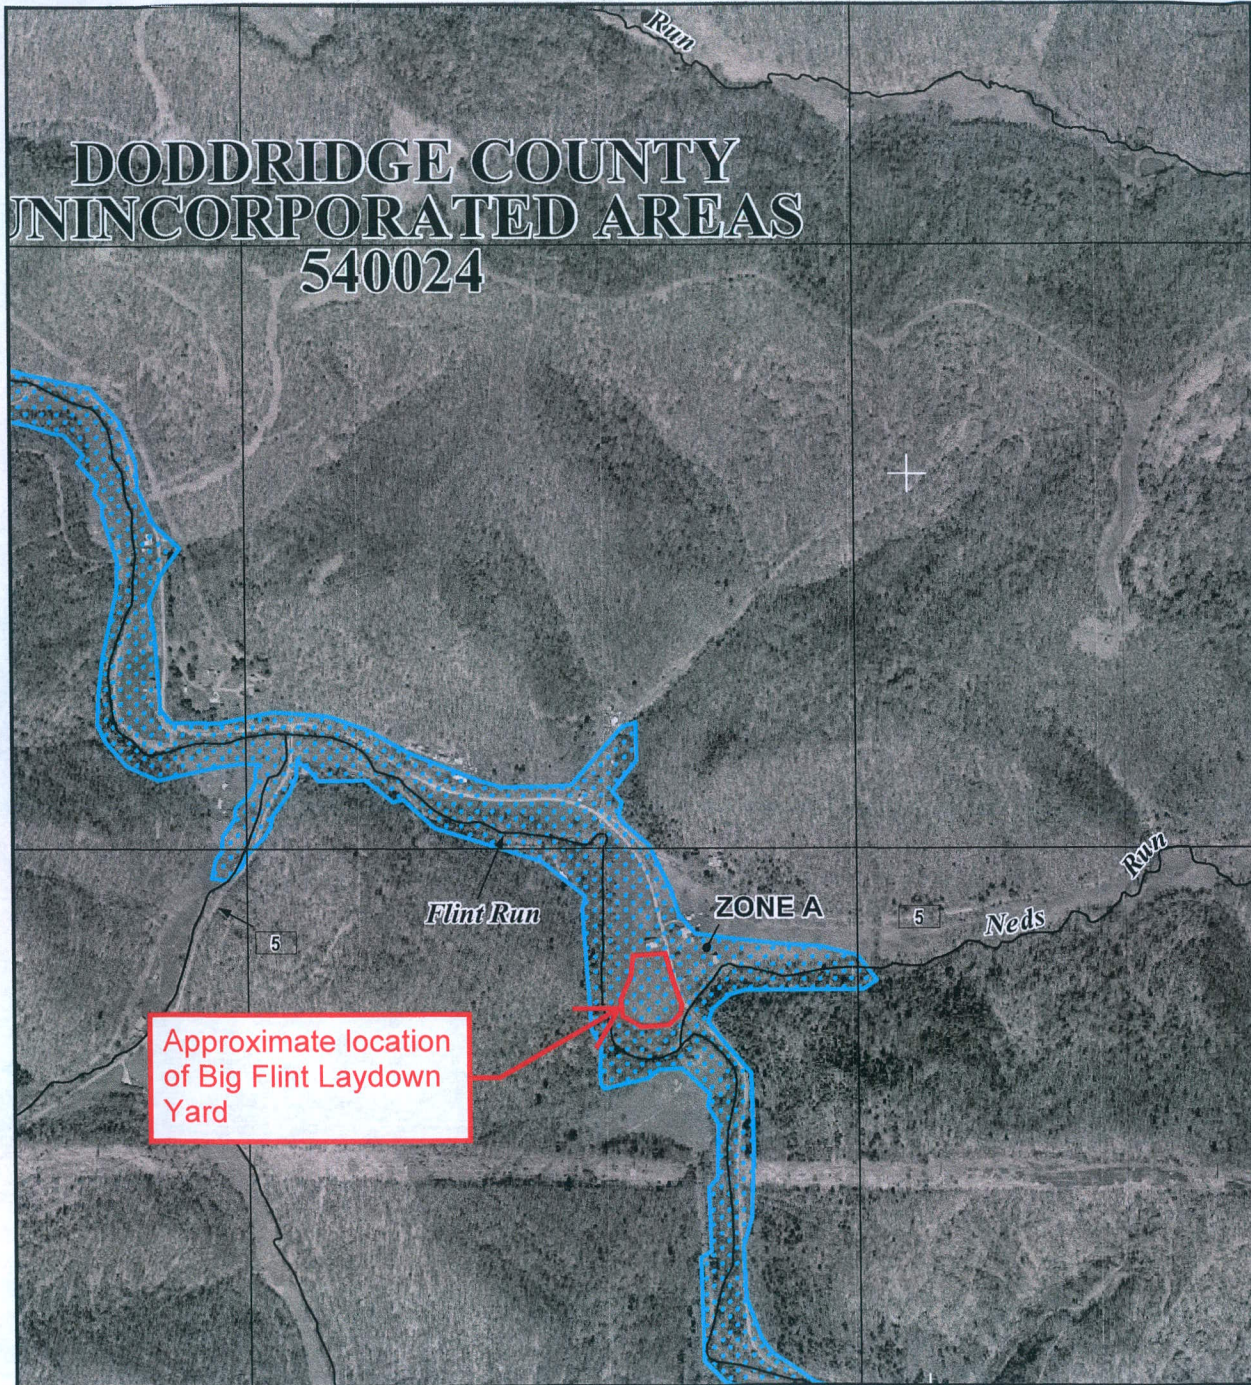 Run
DODDRIDGE COUNTY
UNINCORPORATED AREAS
540024
Run
Flint Run
ZONE A
5
Neds
5
Approximate location
of Big Flint Laydown
Yard